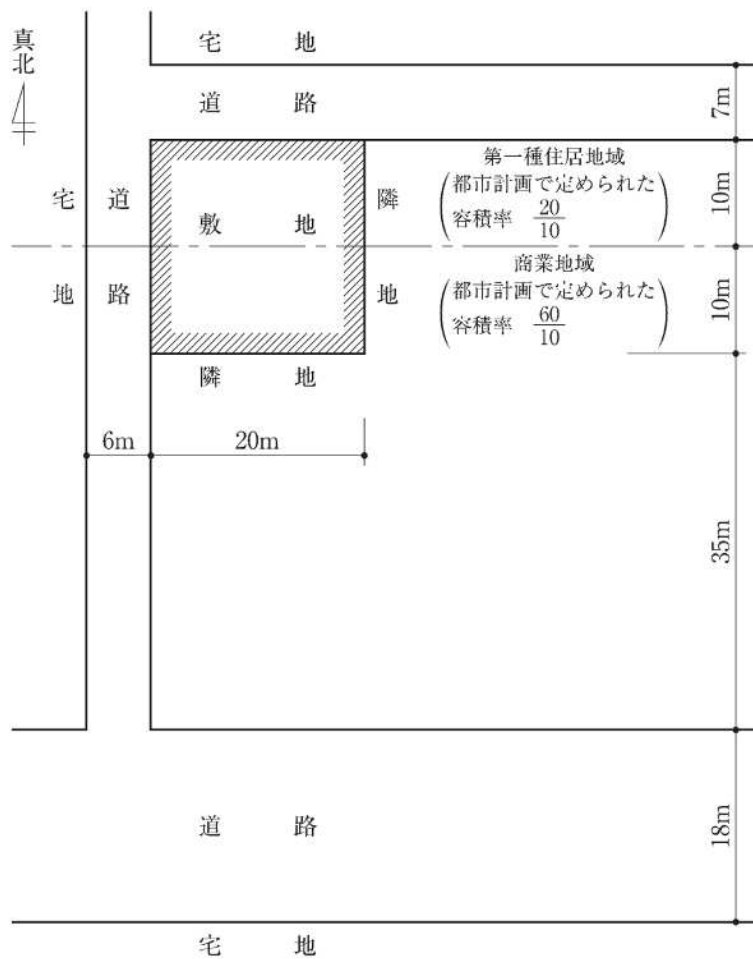 真北
宅 地
道 路
7m
第一種住居地域
(都市計画で定められた
容積率 20/10)
10m
宅地
道路
敷 地
隣地
商業地域
(都市計画で定められた
容積率 60/10)
10m
隣 地
6m
20m
35m
道 路
18m
宅 地